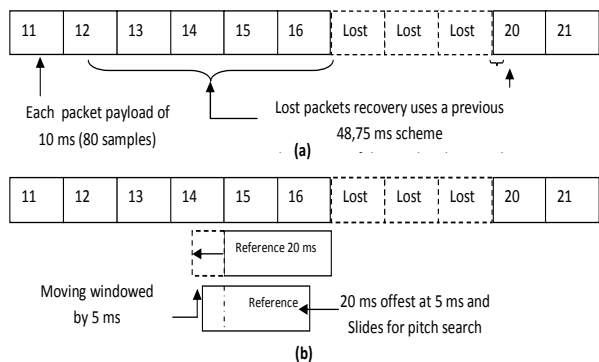 11 12 13 14 15 16 Lost Lost Lost 20 21
Each packet payload of
10 ms (80 samples)
Lost packets recovery uses a previous
48,75 ms scheme
(a)
11 12 13 14 15 16 Lost Lost Lost 20 21
Reference 20 ms
Moving windowed
by 5 ms
Reference
20 ms offest at 5 ms and
Slides for pitch search
(b)